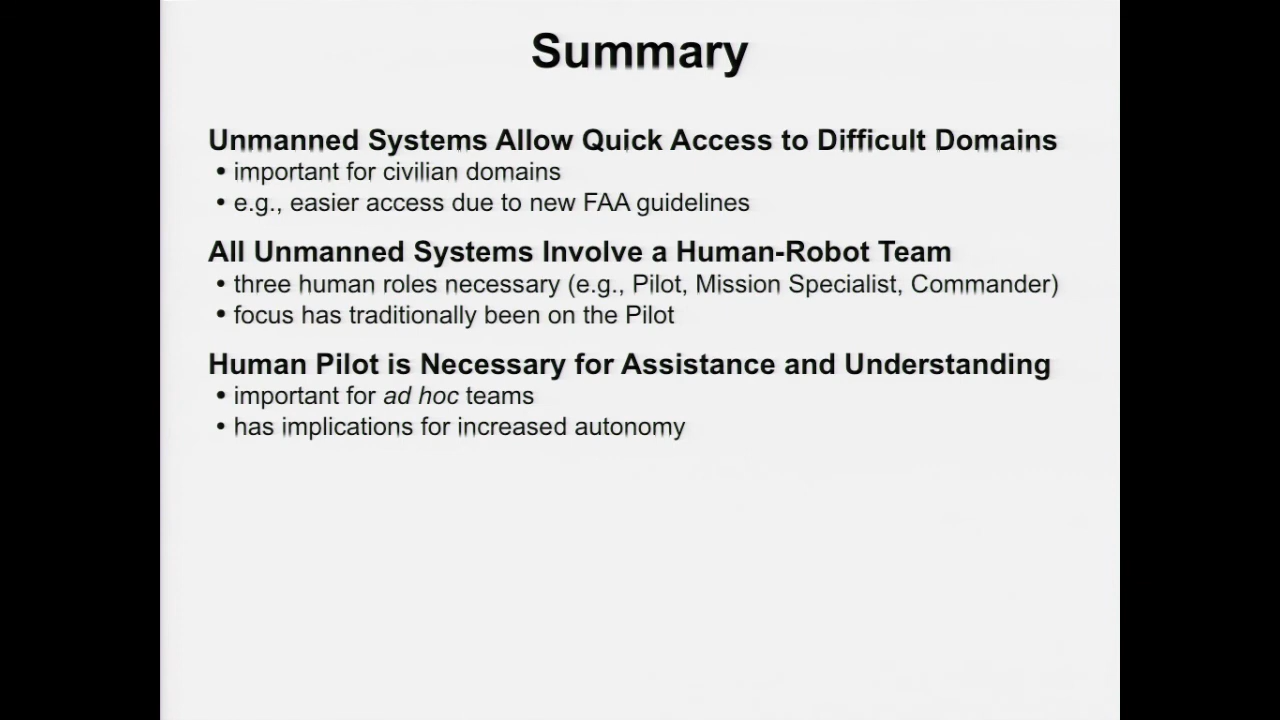 Summary
Unmanned Systems Allow Quick Access to Difficult Domains
• important for civilian domains
• e.g., easier access due to new FAA guidelines
All Unmanned Systems Involve a Human-Robot Team
• three human roles necessary (e.g., Pilot, Mission Specialist, Commander)
• focus has traditionally been on the Pilot
Human Pilot is Necessary for Assistance and Understanding
• important for ad hoc teams
• has implications for increased autonomy